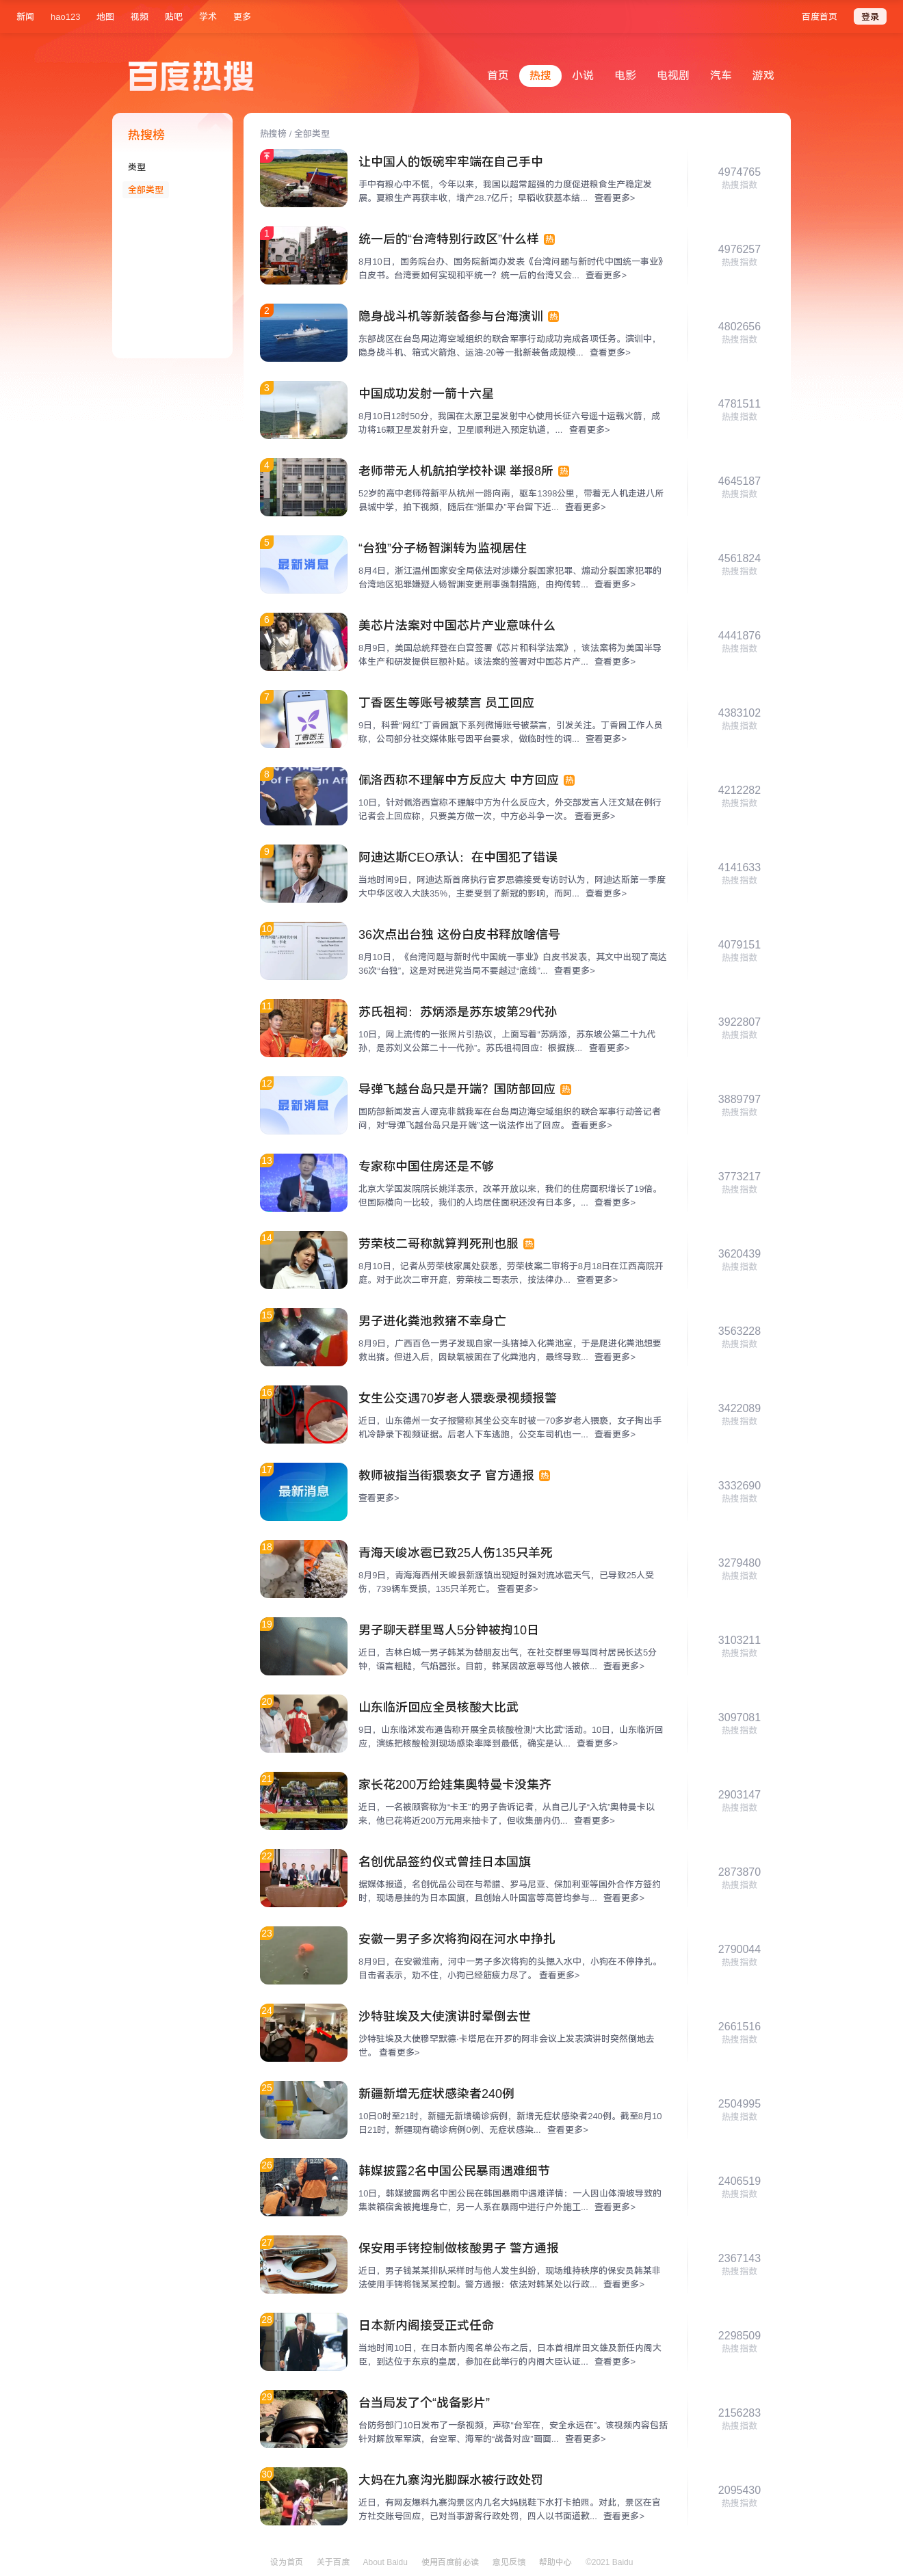 新闻 hao123 地图 视频 贴吧 学术 更多 百度首页 登录
百度热搜
首页 热搜 小说 电影 电视剧 汽车 游戏
热搜榜
类型
全部类型
热搜榜 / 全部类型
让中国人的饭碗牢牢端在自己手中
手中有粮心中不慌，今年以来，我国以超常超强的力度促进粮食生产稳定发
展。夏粮生产再获丰收，增产28.7亿斤；早稻收获基本结... 查看更多>
4974765
热搜指数
1
统一后的“台湾特别行政区”什么样 热
8月10日，国务院台办、国务院新闻办发表《台湾问题与新时代中国统一事业》
白皮书。台湾要如何实现和平统一？统一后的台湾又会... 查看更多>
4976257
热搜指数
2
隐身战斗机等新装备参与台海演训 热
东部战区在台岛周边海空域组织的联合军事行动成功完成各项任务。演训中，
隐身战斗机、箱式火箭炮、运油-20等一批新装备成规模... 查看更多>
4802656
热搜指数
3
中国成功发射一箭十六星
8月10日12时50分，我国在太原卫星发射中心使用长征六号遥十运载火箭，成
功将16颗卫星发射升空，卫星顺利进入预定轨道，... 查看更多>
4781511
热搜指数
4
老师带无人机航拍学校补课 举报8所 热
52岁的高中老师符新平从杭州一路向南，驱车1398公里，带着无人机走进八所
县城中学，拍下视频，随后在“浙里办”平台留下近... 查看更多>
4645187
热搜指数
5
最新消息
“台独”分子杨智渊转为监视居住
8月4日，浙江温州国家安全局依法对涉嫌分裂国家犯罪、煽动分裂国家犯罪的
台湾地区犯罪嫌疑人杨智渊变更刑事强制措施，由拘传转... 查看更多>
4561824
热搜指数
6
美芯片法案对中国芯片产业意味什么
8月9日，美国总统拜登在白宫签署《芯片和科学法案》，该法案将为美国半导
体生产和研发提供巨额补贴。该法案的签署对中国芯片产... 查看更多>
4441876
热搜指数
7
丁香医生
丁香医生等账号被禁言 员工回应
9日，科普“网红”丁香园旗下系列微博账号被禁言，引发关注。丁香园工作人员
称，公司部分社交媒体账号因平台要求，做临时性的调... 查看更多>
4383102
热搜指数
8
佩洛西称不理解中方反应大 中方回应 热
10日，针对佩洛西宣称不理解中方为什么反应大，外交部发言人汪文斌在例行
记者会上回应称，只要美方做一次，中方必斗争一次。 查看更多>
4212282
热搜指数
9
阿迪达斯CEO承认：在中国犯了错误
当地时间9日，阿迪达斯首席执行官罗思德接受专访时认为，阿迪达斯第一季度
大中华区收入大跌35%，主要受到了新冠的影响，而阿... 查看更多>
4141633
热搜指数
10
36次点出台独 这份白皮书释放啥信号
8月10日，《台湾问题与新时代中国统一事业》白皮书发表，其文中出现了高达
36次“台独”，这是对民进党当局不要越过“底线”... 查看更多>
4079151
热搜指数
11
苏氏祖祠：苏炳添是苏东坡第29代孙
10日，网上流传的一张照片引热议，上面写着“苏炳添，苏东坡公第二十九代
孙，是苏刘义公第二十一代孙”。苏氏祖祠回应：根据族... 查看更多>
3922807
热搜指数
12
最新消息
导弹飞越台岛只是开端？国防部回应 热
国防部新闻发言人谭克非就我军在台岛周边海空域组织的联合军事行动答记者
问，对“导弹飞越台岛只是开端”这一说法作出了回应。 查看更多>
3889797
热搜指数
13
专家称中国住房还是不够
北京大学国发院院长姚洋表示，改革开放以来，我们的住房面积增长了19倍。
但国际横向一比较，我们的人均居住面积还没有日本多，... 查看更多>
3773217
热搜指数
14
劳荣枝二哥称就算判死刑也服 热
8月10日，记者从劳荣枝家属处获悉，劳荣枝案二审将于8月18日在江西高院开
庭。对于此次二审开庭，劳荣枝二哥表示，按法律办... 查看更多>
3620439
热搜指数
15
男子进化粪池救猪不幸身亡
8月9日，广西百色一男子发现自家一头猪掉入化粪池室，于是爬进化粪池想要
救出猪。但进入后，因缺氧被困在了化粪池内，最终导致... 查看更多>
3563228
热搜指数
16
女生公交遇70岁老人猥亵录视频报警
近日，山东德州一女子报警称其坐公交车时被一70多岁老人猥亵，女子掏出手
机冷静录下视频证据。后老人下车逃跑，公交车司机也一... 查看更多>
3422089
热搜指数
17
最新消息
教师被指当街猥亵女子 官方通报 热
查看更多>
3332690
热搜指数
18
青海天峻冰雹已致25人伤135只羊死
8月9日，青海海西州天峻县新源镇出现短时强对流冰雹天气，已导致25人受
伤，739辆车受损，135只羊死亡。 查看更多>
3279480
热搜指数
19
男子聊天群里骂人5分钟被拘10日
近日，吉林白城一男子韩某为替朋友出气，在社交群里辱骂同村居民长达5分
钟，语言粗糙，气焰嚣张。目前，韩某因故意辱骂他人被依... 查看更多>
3103211
热搜指数
20
山东临沂回应全员核酸大比武
9日，山东临沭发布通告称开展全员核酸检测“大比武”活动。10日，山东临沂回
应，演练把核酸检测现场感染率降到最低，确实是认... 查看更多>
3097081
热搜指数
21
家长花200万给娃集奥特曼卡没集齐
近日，一名被顾客称为“卡王”的男子告诉记者，从自己儿子“入坑”奥特曼卡以
来，他已花将近200万元用来抽卡了，但收集册内仍... 查看更多>
2903147
热搜指数
22
名创优品签约仪式曾挂日本国旗
据媒体报道，名创优品公司在与希腊、罗马尼亚、保加利亚等国外合作方签约
时，现场悬挂的为日本国旗，且创始人叶国富等高管均参与... 查看更多>
2873870
热搜指数
23
安徽一男子多次将狗闷在河水中挣扎
8月9日，在安徽淮南，河中一男子多次将狗的头摁入水中，小狗在不停挣扎。
目击者表示，劝不住，小狗已经筋疲力尽了。 查看更多>
2790044
热搜指数
24
沙特驻埃及大使演讲时晕倒去世
沙特驻埃及大使穆罕默德·卡塔尼在开罗的阿非会议上发表演讲时突然倒地去
世。 查看更多>
2661516
热搜指数
25
新疆新增无症状感染者240例
10日0时至21时，新疆无新增确诊病例，新增无症状感染者240例。截至8月10
日21时，新疆现有确诊病例0例、无症状感染... 查看更多>
2504995
热搜指数
26
韩媒披露2名中国公民暴雨遇难细节
10日，韩媒披露两名中国公民在韩国暴雨中遇难详情：一人因山体滑坡导致的
集装箱宿舍被掩埋身亡，另一人系在暴雨中进行户外施工... 查看更多>
2406519
热搜指数
27
保安用手铐控制做核酸男子 警方通报
近日，男子钱某某排队采样时与他人发生纠纷，现场维持秩序的保安员韩某非
法使用手铐将钱某某控制。警方通报：依法对韩某处以行政... 查看更多>
2367143
热搜指数
28
日本新内阁接受正式任命
当地时间10日，在日本新内阁名单公布之后，日本首相岸田文雄及新任内阁大
臣，到达位于东京的皇居，参加在此举行的内阁大臣认证... 查看更多>
2298509
热搜指数
29
台当局发了个“战备影片”
台防务部门10日发布了一条视频，声称“台军在，安全永远在”。该视频内容包括
针对解放军军演，台空军、海军的“战备对应”画面... 查看更多>
2156283
热搜指数
30
大妈在九寨沟光脚踩水被行政处罚
近日，有网友爆料九寨沟景区内几名大妈脱鞋下水打卡拍照。对此，景区在官
方社交账号回应，已对当事游客行政处罚，四人以书面道歉... 查看更多>
2095430
热搜指数
设为首页 关于百度 About Baidu 使用百度前必读 意见反馈 帮助中心 ©2021 Baidu